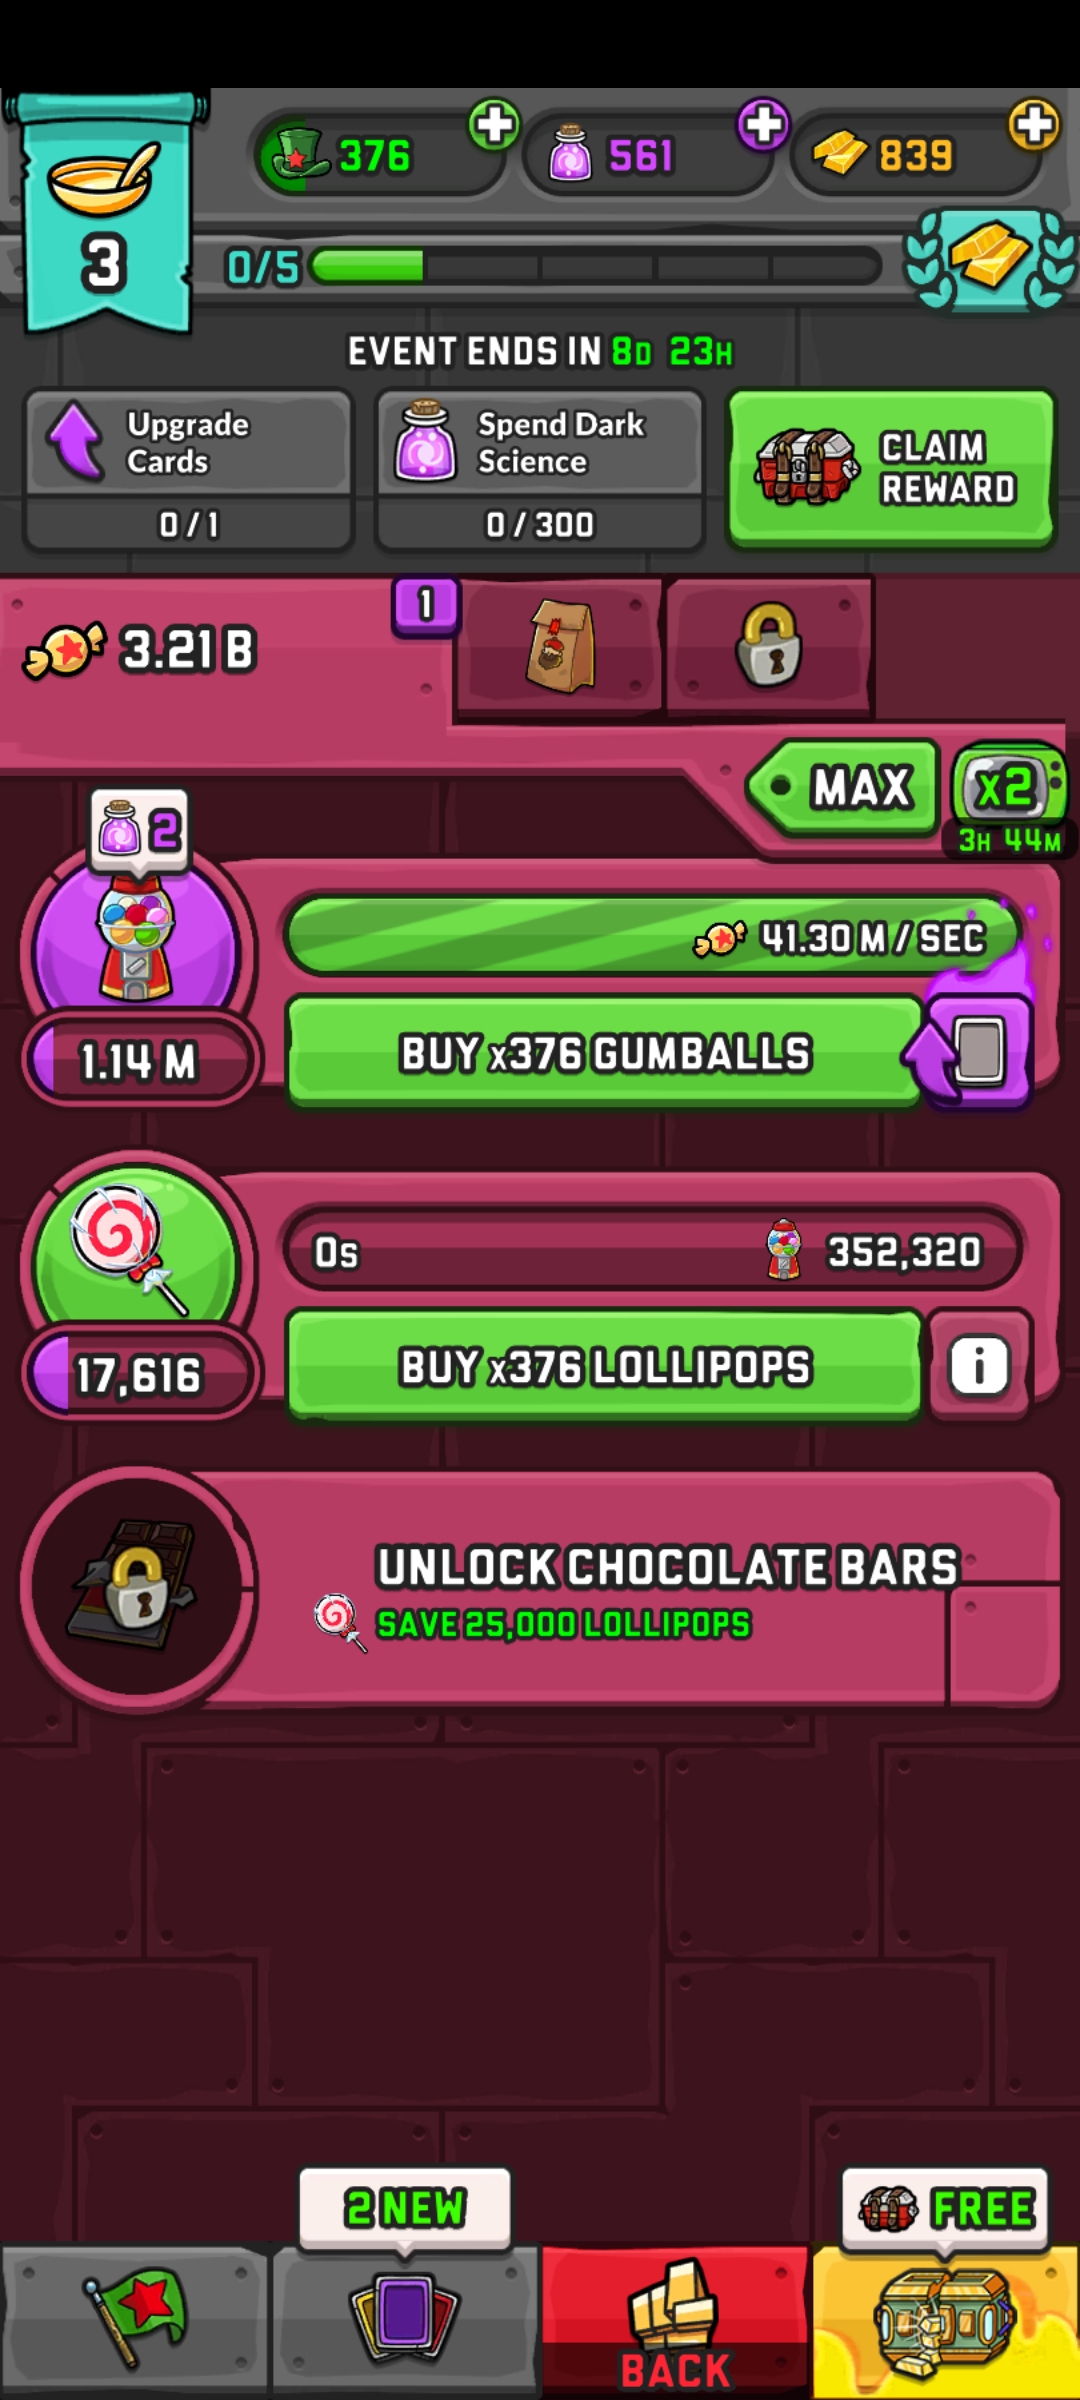 376
561
839
3
0/5
EVENT ENDS IN 8D 23H
Upgrade
Cards
0 / 1
Spend Dark
Science
0 / 300
CLAIM
REWARD
3.21 B
1
MAX
x2
3H 44M
2
41.30 M / SEC
1.14 M
BUY x376 GUMBALLS
0s
352,320
17,616
BUY x376 LOLLIPOPS
i
UNLOCK CHOCOLATE BARS
SAVE 25,000 LOLLIPOPS
2 NEW
FREE
BACK